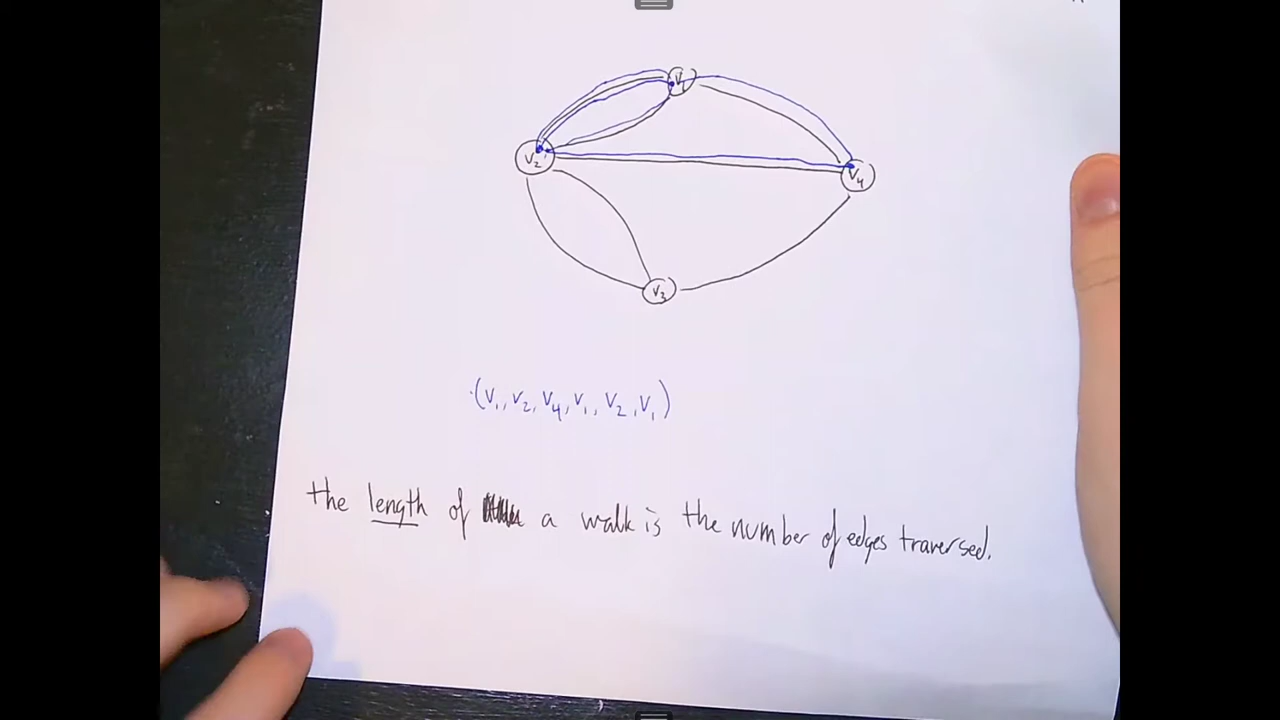 V₁
V₂
V₄
V₃
(V₁, V₂, V₄, V₁, V₂, V₁)
the length of a walk is the number of edges traversed.